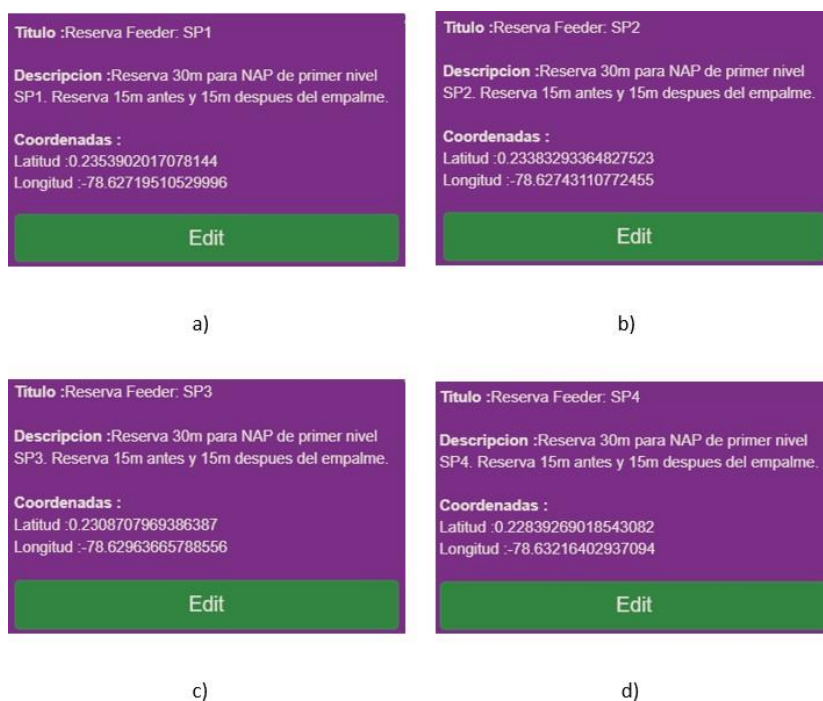 Titulo :Reserva Feeder: SP1
Descripcion :Reserva 30m para NAP de primer nivel
SP1. Reserva 15m antes y 15m despues del empalme.
Coordenadas :
Latitud :0.2353902017078144
Longitud :-78.62719510529996
Edit
a)
Titulo :Reserva Feeder: SP2
Descripcion :Reserva 30m para NAP de primer nivel
SP2. Reserva 15m antes y 15m despues del empalme.
Coordenadas :
Latitud :0.23383293364827523
Longitud :-78.62743110772455
Edit
b)
Titulo :Reserva Feeder: SP3
Descripcion :Reserva 30m para NAP de primer nivel
SP3. Reserva 15m antes y 15m despues del empalme.
Coordenadas :
Latitud :0.2308707969386387
Longitud :-78.62963665788556
Edit
c)
Titulo :Reserva Feeder: SP4
Descripcion :Reserva 30m para NAP de primer nivel
SP4. Reserva 15m antes y 15m despues del empalme.
Coordenadas :
Latitud :0.22839269018543082
Longitud :-78.63216402937094
Edit
d)